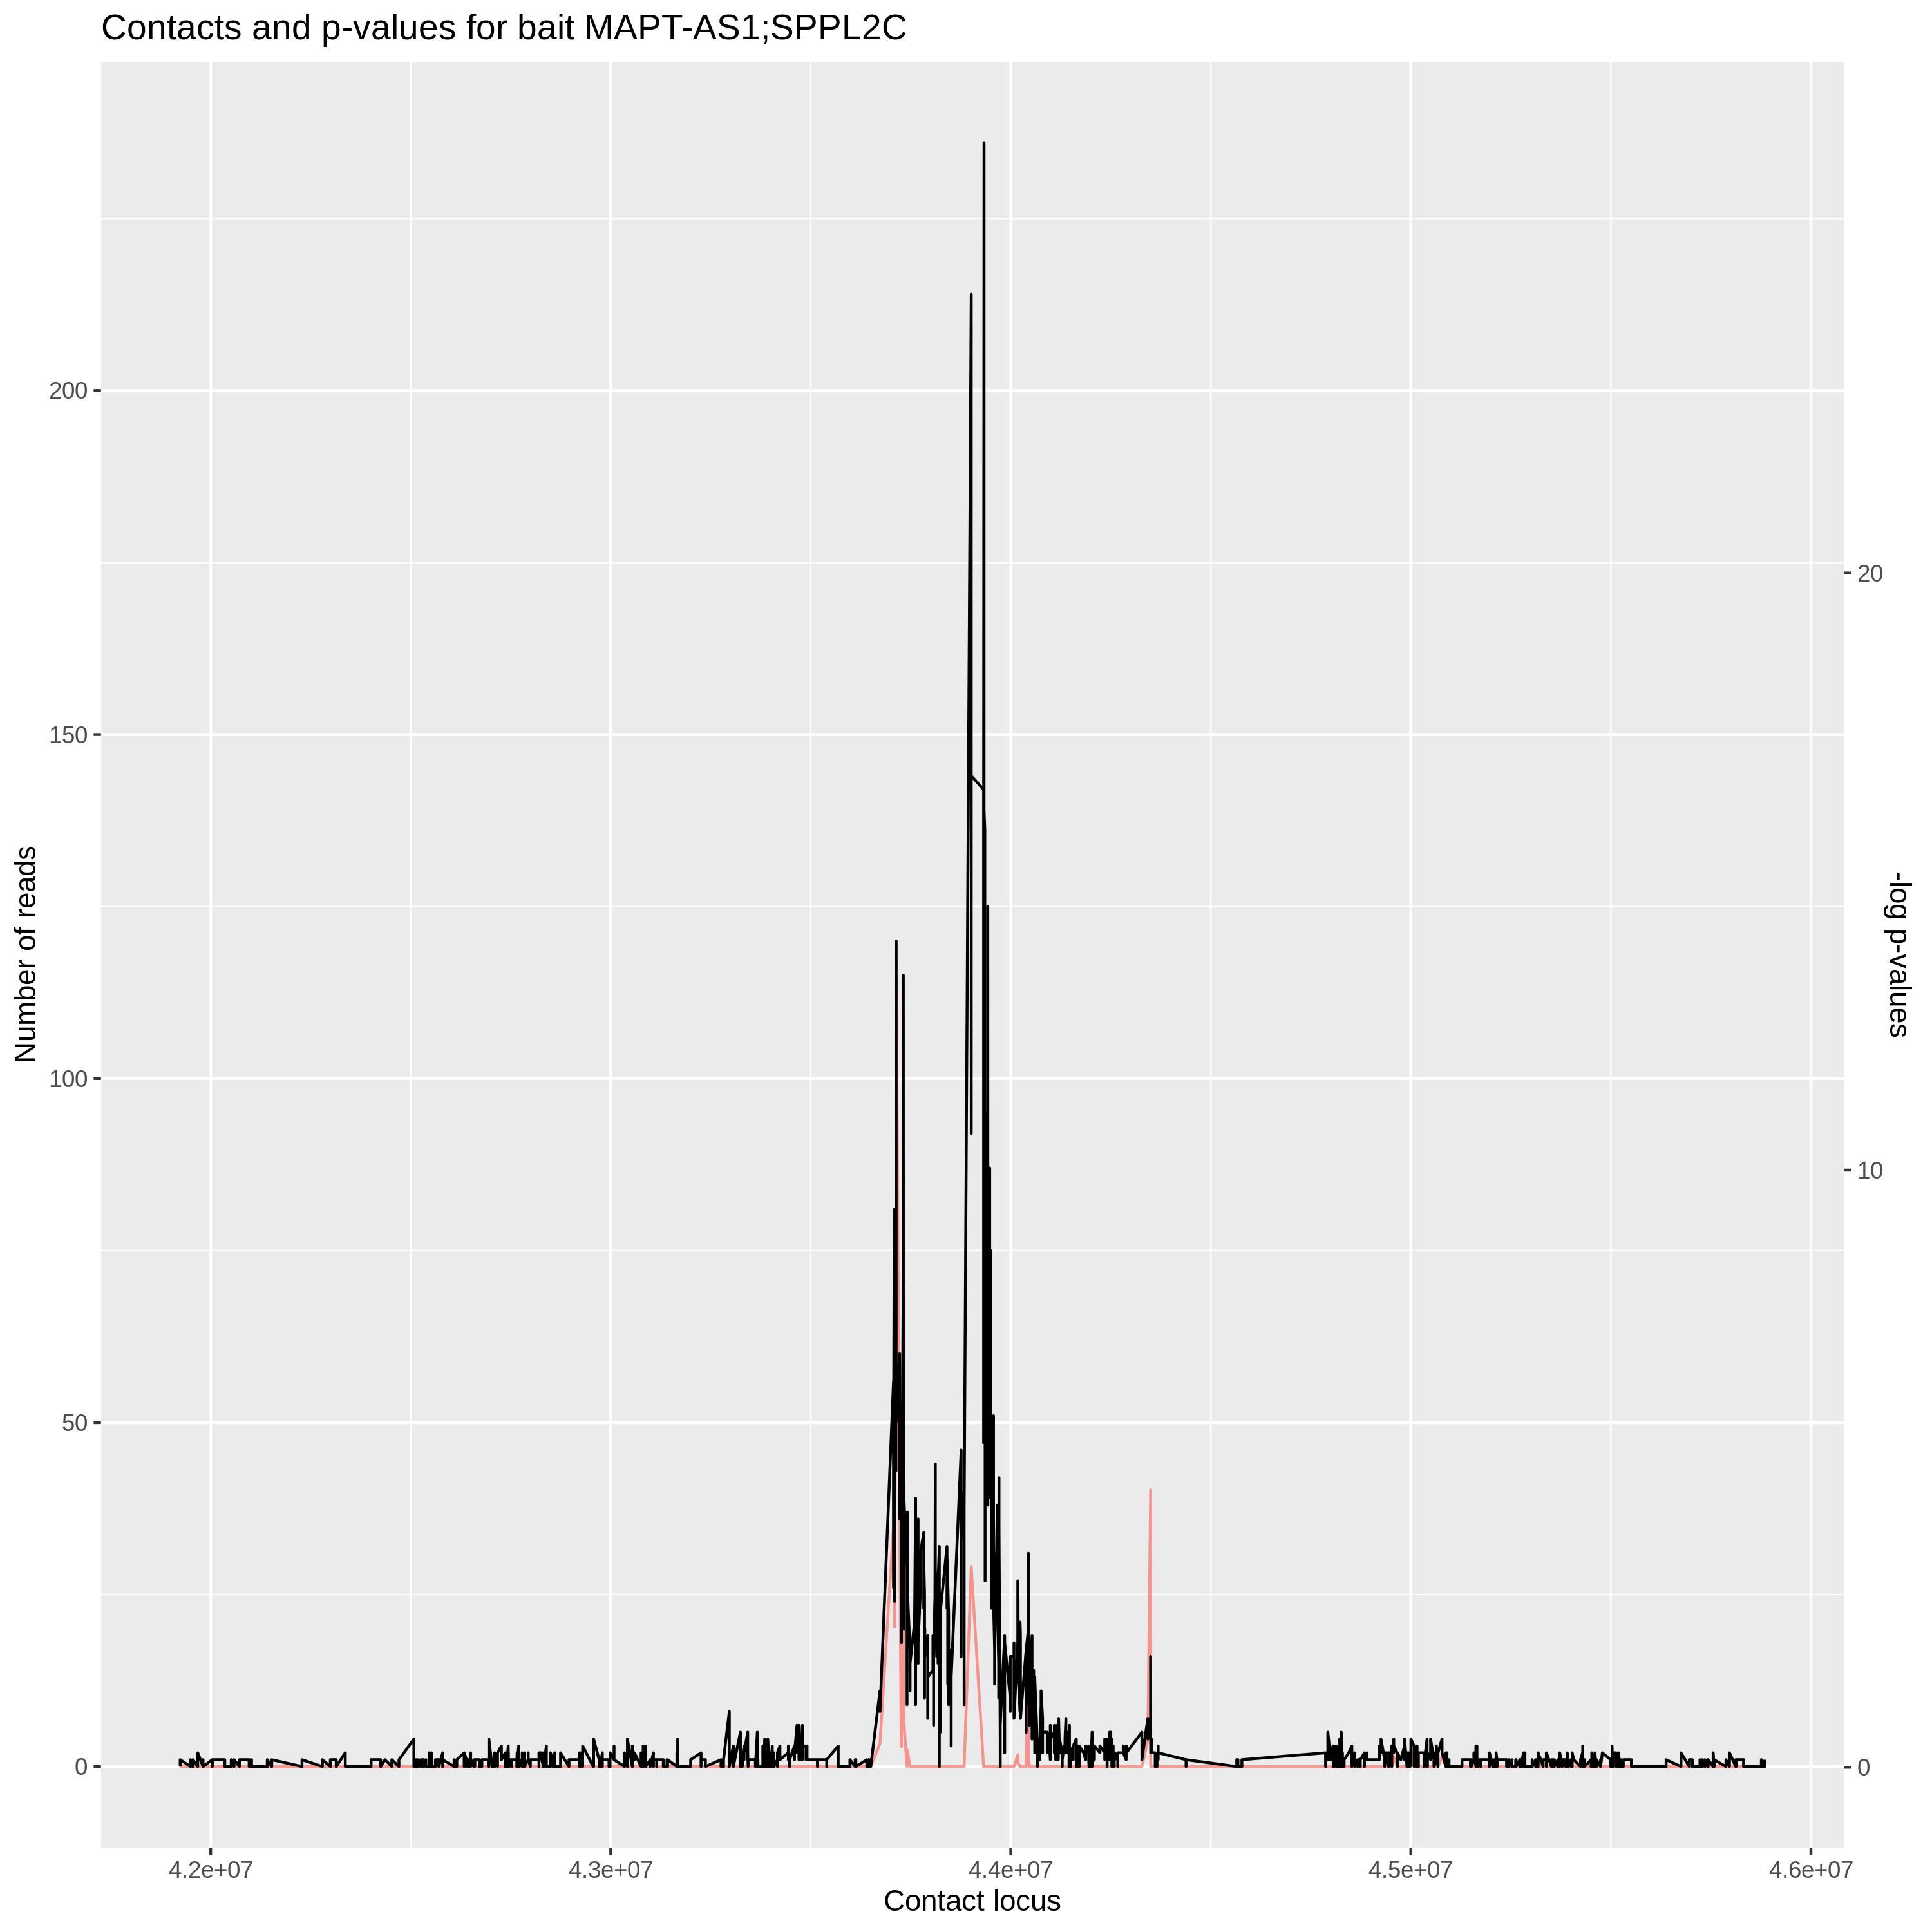 Contacts and p-values for bait MAPT-AS1;SPPL2C
Number of reads
200
150
100
50
0
20
10
0
-log p-values
4.2e+07 4.3e+07 4.4e+07 4.5e+07 4.6e+07
Contact locus